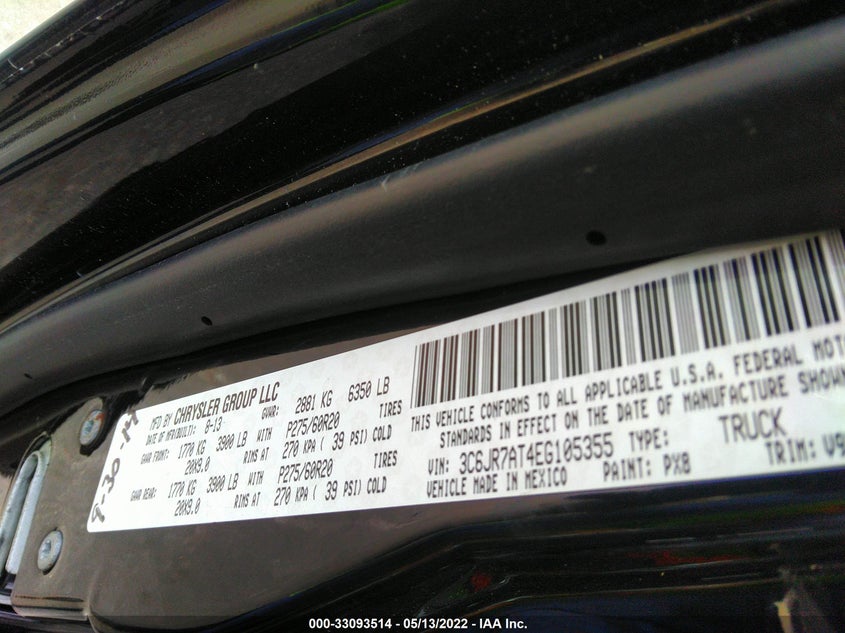 MFD BY CHRYSLER GROUP LLC
DATE OF MFR/BUILT: 8-13 GVWR: 2881 KG 6350 LB
GAWR FRONT: 1770 KG 3900 LB WITH P275/60R20 TIRES
20X9.0 RIMS AT 270 KPA ( 39 PSI) COLD
GAWR REAR: 1770 KG 3900 LB WITH P275/60R20 TIRES
20X9.0 RIMS AT 270 KPA ( 39 PSI) COLD
THIS VEHICLE CONFORMS TO ALL APPLICABLE U.S.A. FEDERAL
STANDARDS IN EFFECT ON THE DATE OF MANUFACTURE SHOWN
VIN: 3C6JR7AT4EG105355 TYPE: TRUCK
VEHICLE MADE IN MEXICO PAINT: PX8 TRIM:
000-33093514 - 05/13/2022 - IAA Inc.